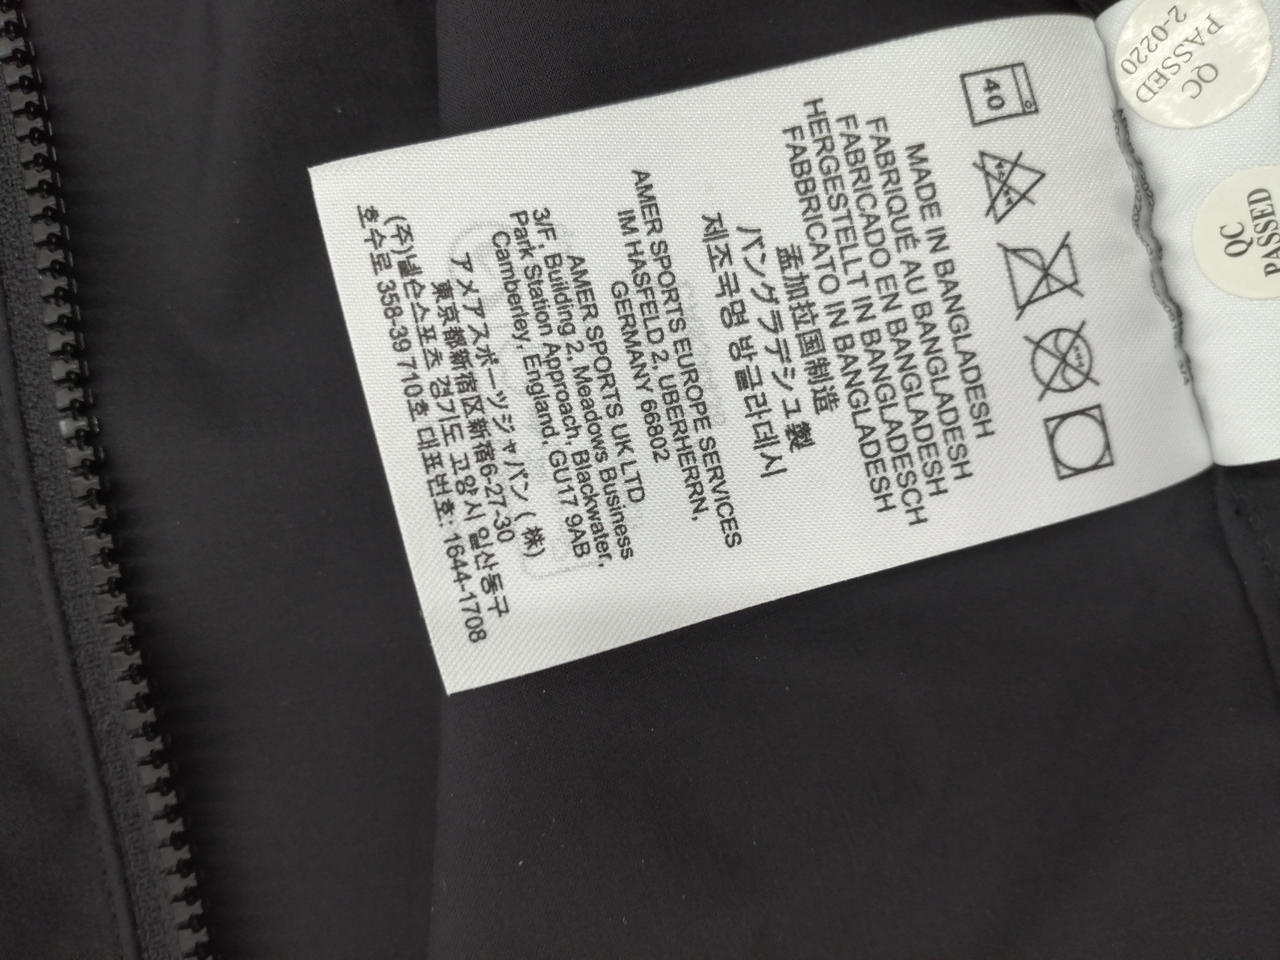 PASSED
QC
2-0220
QC
PASSED
40
MADE IN BANGLADESH
FABRIQUÉ AU BANGLADESH
FABRICADO EN BANGLADESH
HERGESTELLT IN BANGLADESCH
FABBRICATO IN BANGLADESH
孟加拉国制造
バングラデシュ製
제조국명 방글라데시
AMER SPORTS EUROPE SERVICES
IM HASFELD 2, UBERHERRN,
GERMANY 66802
AMER SPORTS UK LTD
3/F, Building 2, Meadows Business
Park Station Approach, Blackwater,
Camberley, England. GU17 9AB
アメアスポーツジャパン ( 株)
東京都新宿区新宿6-27-30
(주)넬슨스포츠 경기도 고양시 일산동구
호수로 358-39 710호 대표번호: 1644-1708